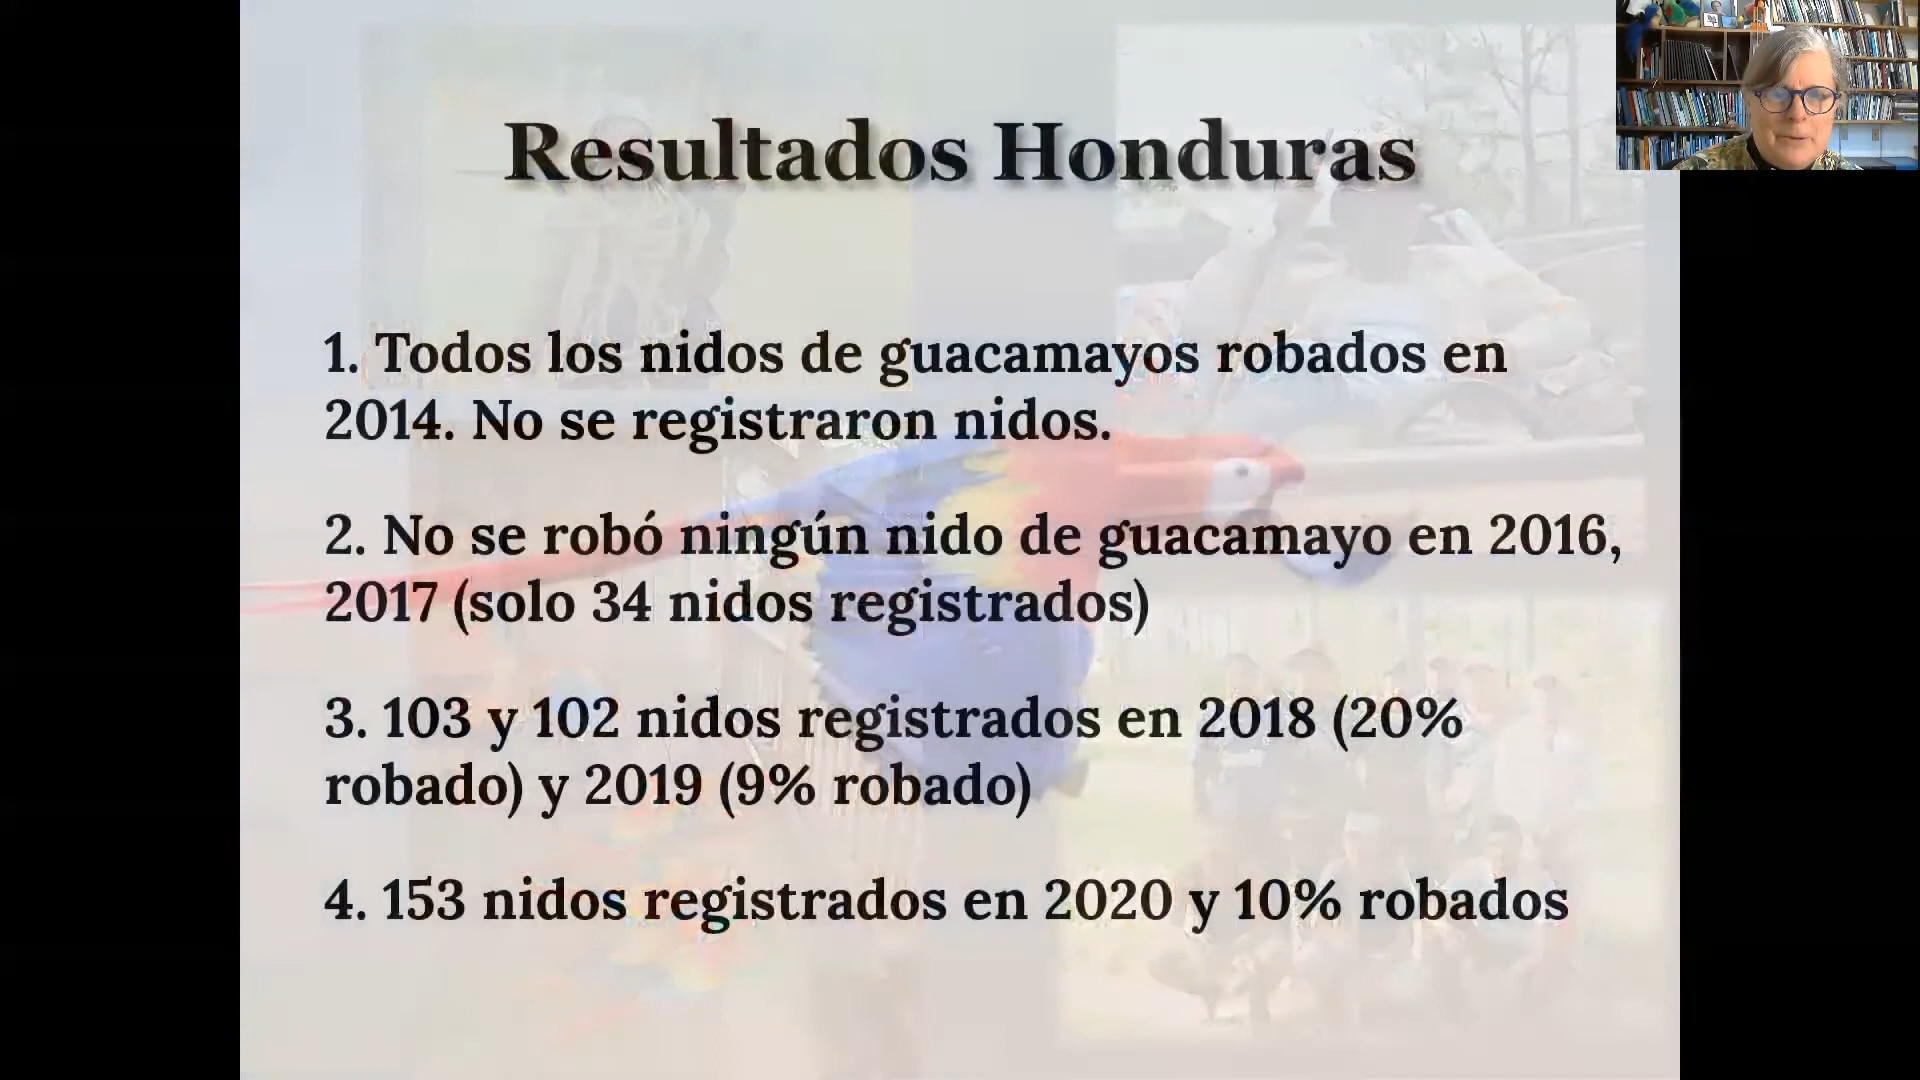 Resultados Honduras
1. Todos los nidos de guacamayos robados en
2014. No se registraron nidos.
2. No se robó ningún nido de guacamayo en 2016,
2017 (solo 34 nidos registrados)
3. 103 y 102 nidos registrados en 2018 (20%
robado) y 2019 (9% robado)
4. 153 nidos registrados en 2020 y 10% robados